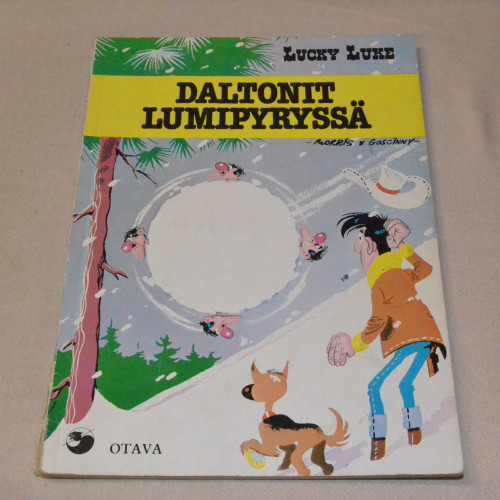 LUCKY LUKE
DALTONIT
LUMIPYRYSSÄ
-MORRIS & GOSCINNY-
OTAVA